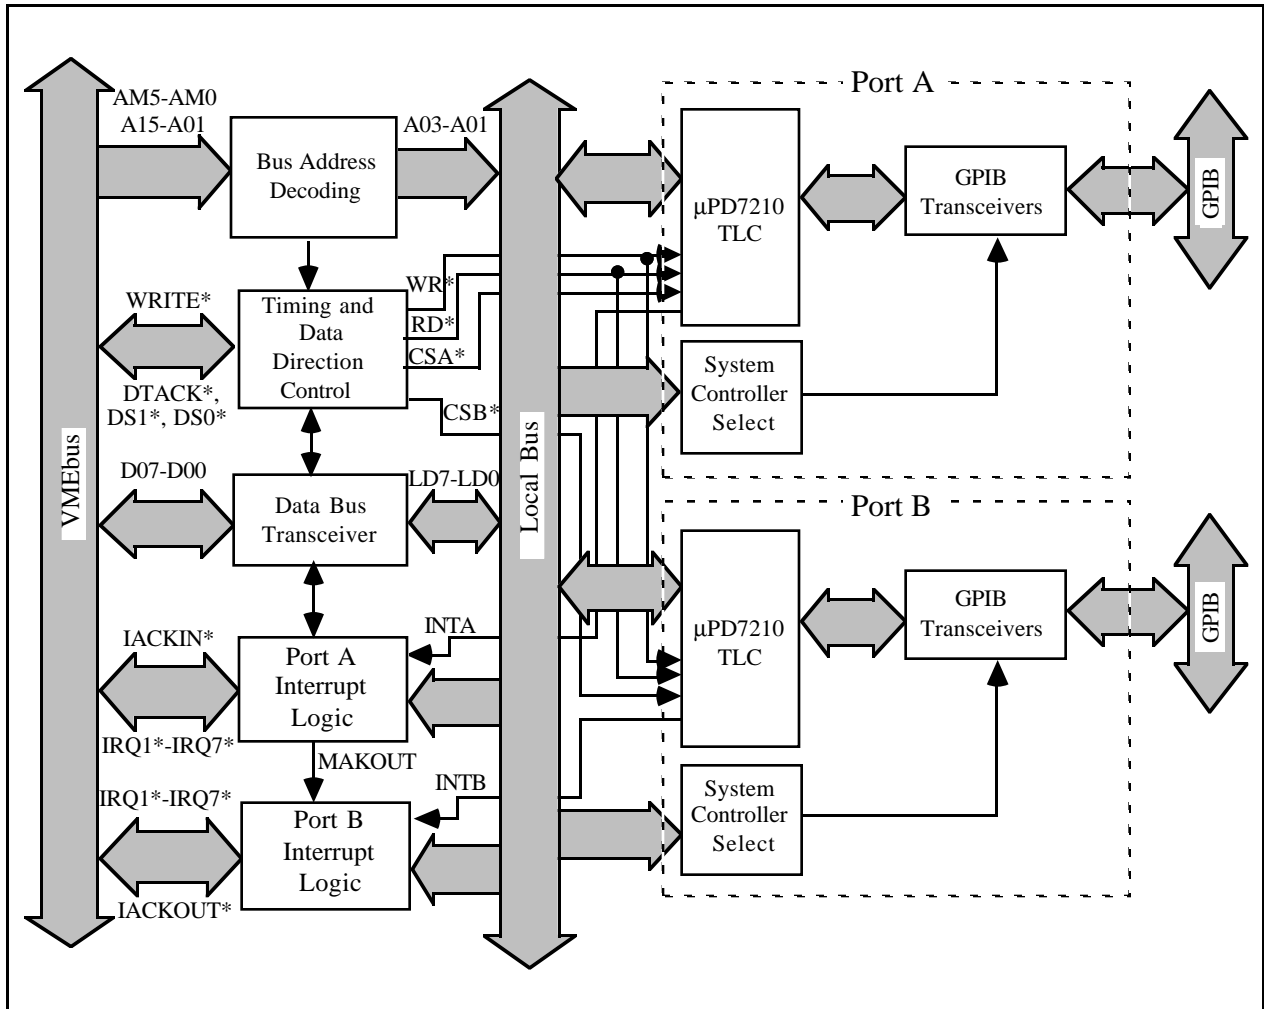 Port A
AM5-AM0
A15-A01
Bus Address
Decoding
A03-A01
µPD7210
TLC
GPIB
Transceivers
GPIB
WRITE*
DTACK*,
DS1*, DS0*
Timing and
Data
Direction
Control
WR*
RD*
CSA*
CSB*
System
Controller
Select
VMEbus
Local Bus
D07-D00
Data Bus
Transceiver
LD7-LD0
Port B
µPD7210
TLC
GPIB
Transceivers
GPIB
IACKIN*
IRQ1*-IRQ7*
Port A
Interrupt
Logic
INTA
MAKOUT
IRQ1*-IRQ7*
IACKOUT*
Port B
Interrupt
Logic
INTB
System
Controller
Select